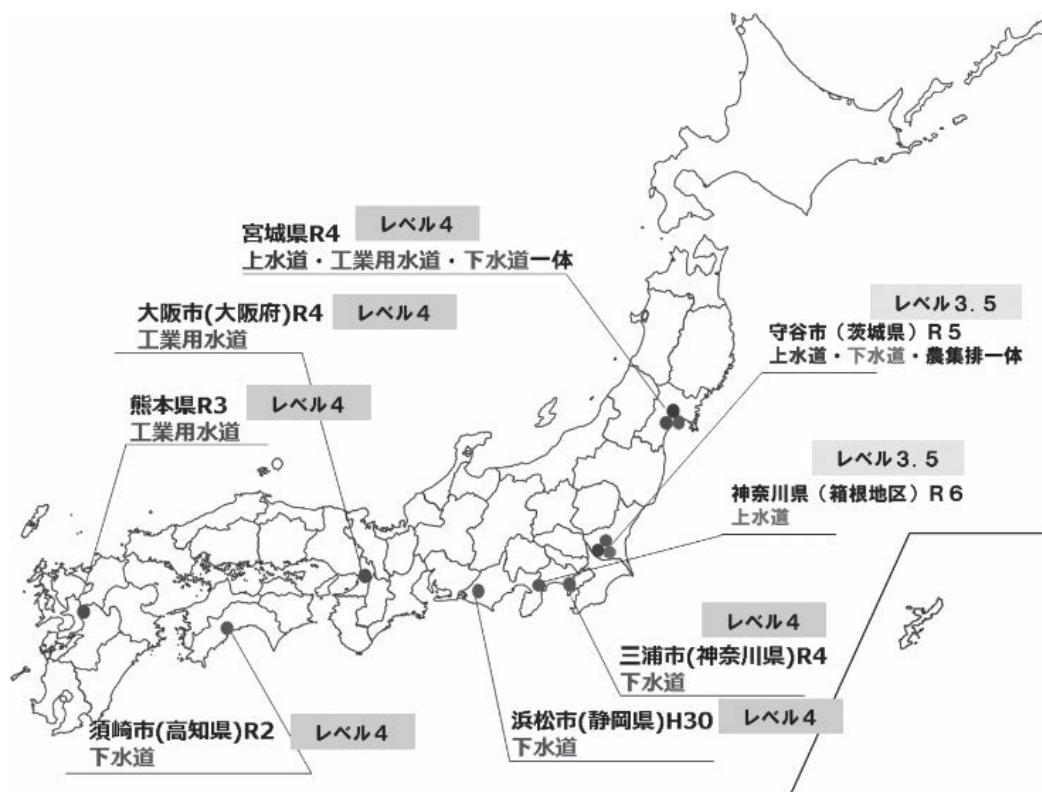 宮城県R4
レベル4
上水道・工業用水道・下水道一体
大阪市(大阪府)R4
レベル4
工業用水道
熊本県R3
レベル4
工業用水道
レベル3.5
守谷市(茨城県)R5
上水道・下水道・農集排一体
レベル3.5
神奈川県(箱根地区)R6
上水道
レベル4
三浦市(神奈川県)R4
下水道
浜松市(静岡県)H30
レベル4
下水道
須崎市(高知県)R2
レベル4
下水道